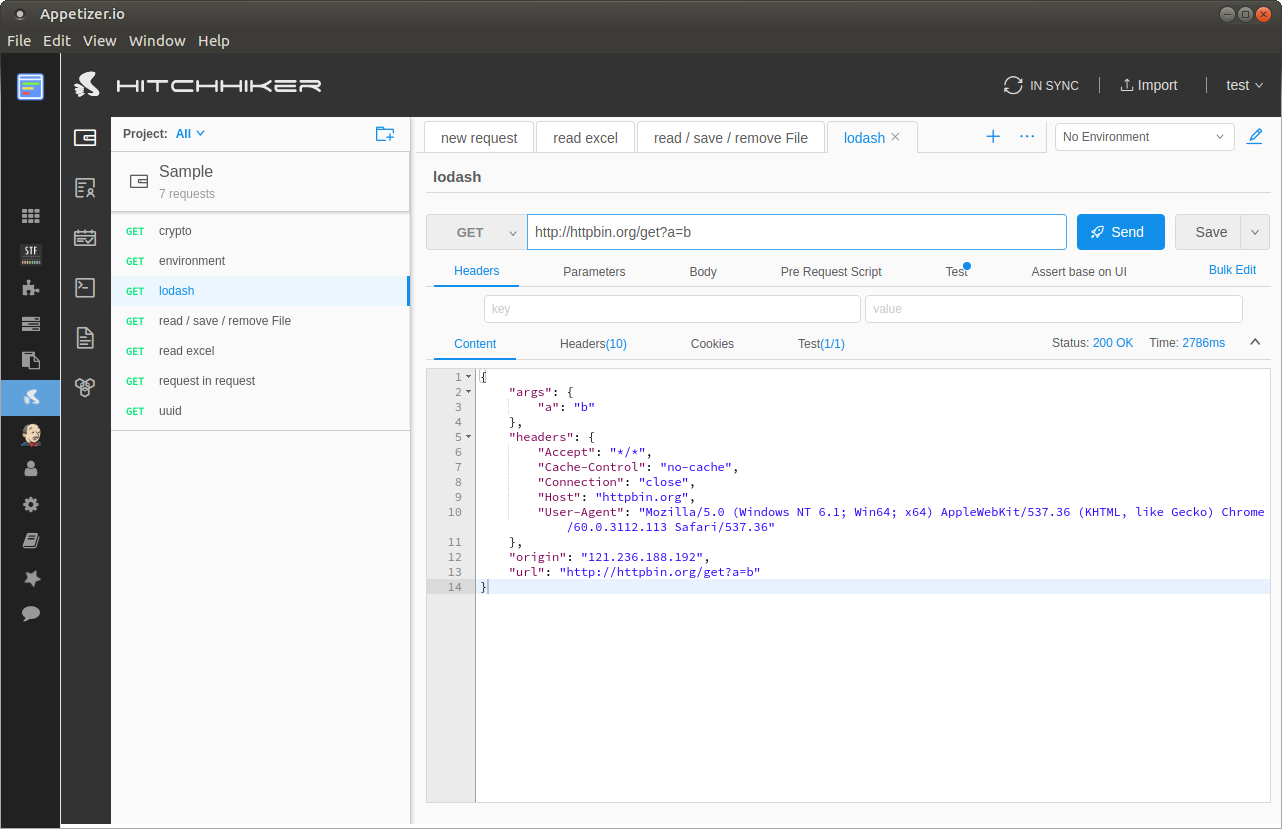 Appetizer.io
File Edit View Window Help
HITCHHIKER
IN SYNC
Import
test
Project: All
Sample
7 requests
GET crypto
GET environment
GET lodash
GET read / save / remove File
GET read excel
GET request in request
GET uuid
STF
new request
read excel
read / save / remove File
lodash
No Environment
lodash
GET http://httpbin.org/get?a=b Send Save
Headers Parameters Body Pre Request Script Test Assert base on UI Bulk Edit
key value
Content Headers(10) Cookies Test(1/1) Status: 200 OK Time: 2786ms
1 {
2 "args": {
3 "a": "b"
4 },
5 "headers": {
6 "Accept": "*/*",
7 "Cache-Control": "no-cache",
8 "Connection": "close",
9 "Host": "httpbin.org",
10 "User-Agent": "Mozilla/5.0 (Windows NT 6.1; Win64; x64) AppleWebKit/537.36 (KHTML, like Gecko) Chrome
/60.0.3112.113 Safari/537.36"
11 },
12 "origin": "121.236.188.192",
13 "url": "http://httpbin.org/get?a=b"
14 }